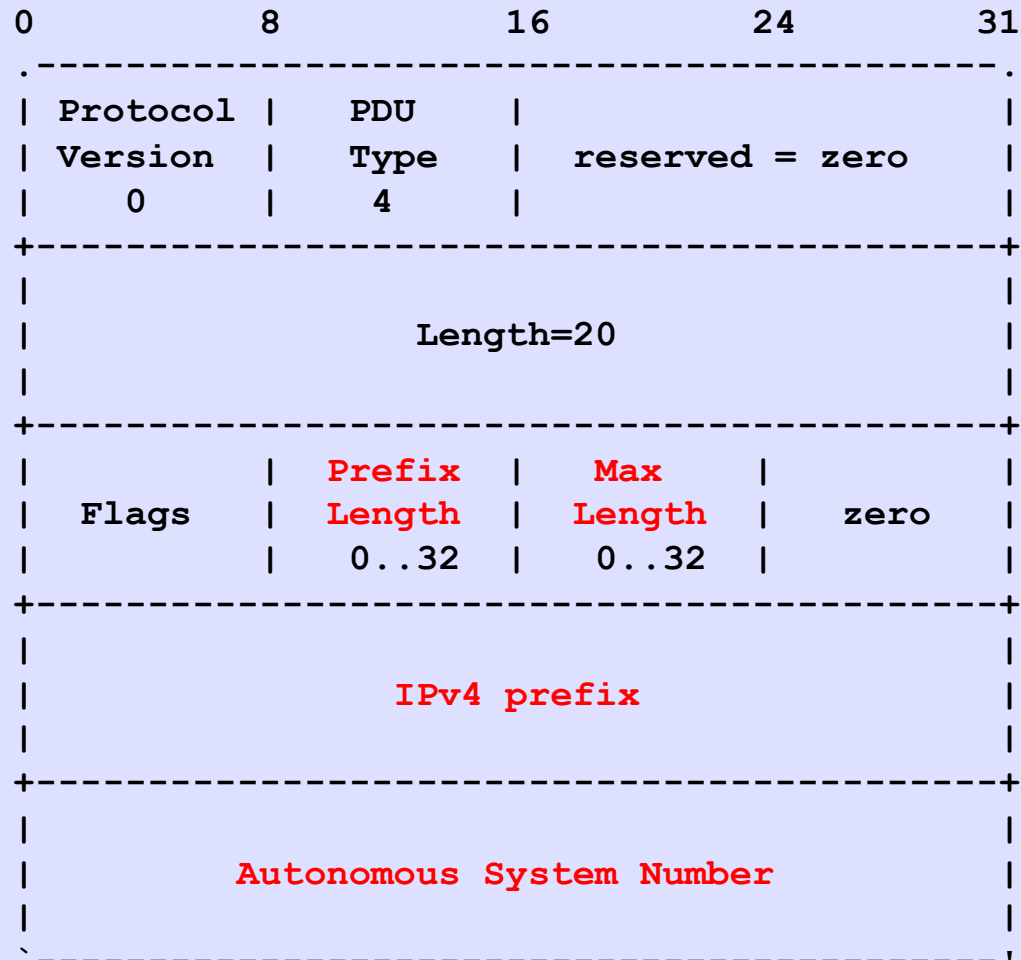 0 8 16 24 31
.-------------------------------------------.
| Protocol | PDU | |
| Version | Type | reserved = zero |
| 0 | 4 | |
+-------------------------------------------+
| |
| Length=20 |
| |
+-------------------------------------------+
| | Prefix | Max | |
| Flags | Length | Length | zero |
| | 0..32 | 0..32 | |
+-------------------------------------------+
| |
| IPv4 prefix |
| |
+-------------------------------------------+
| |
| Autonomous System Number |
| |
`-------------------------------------------'